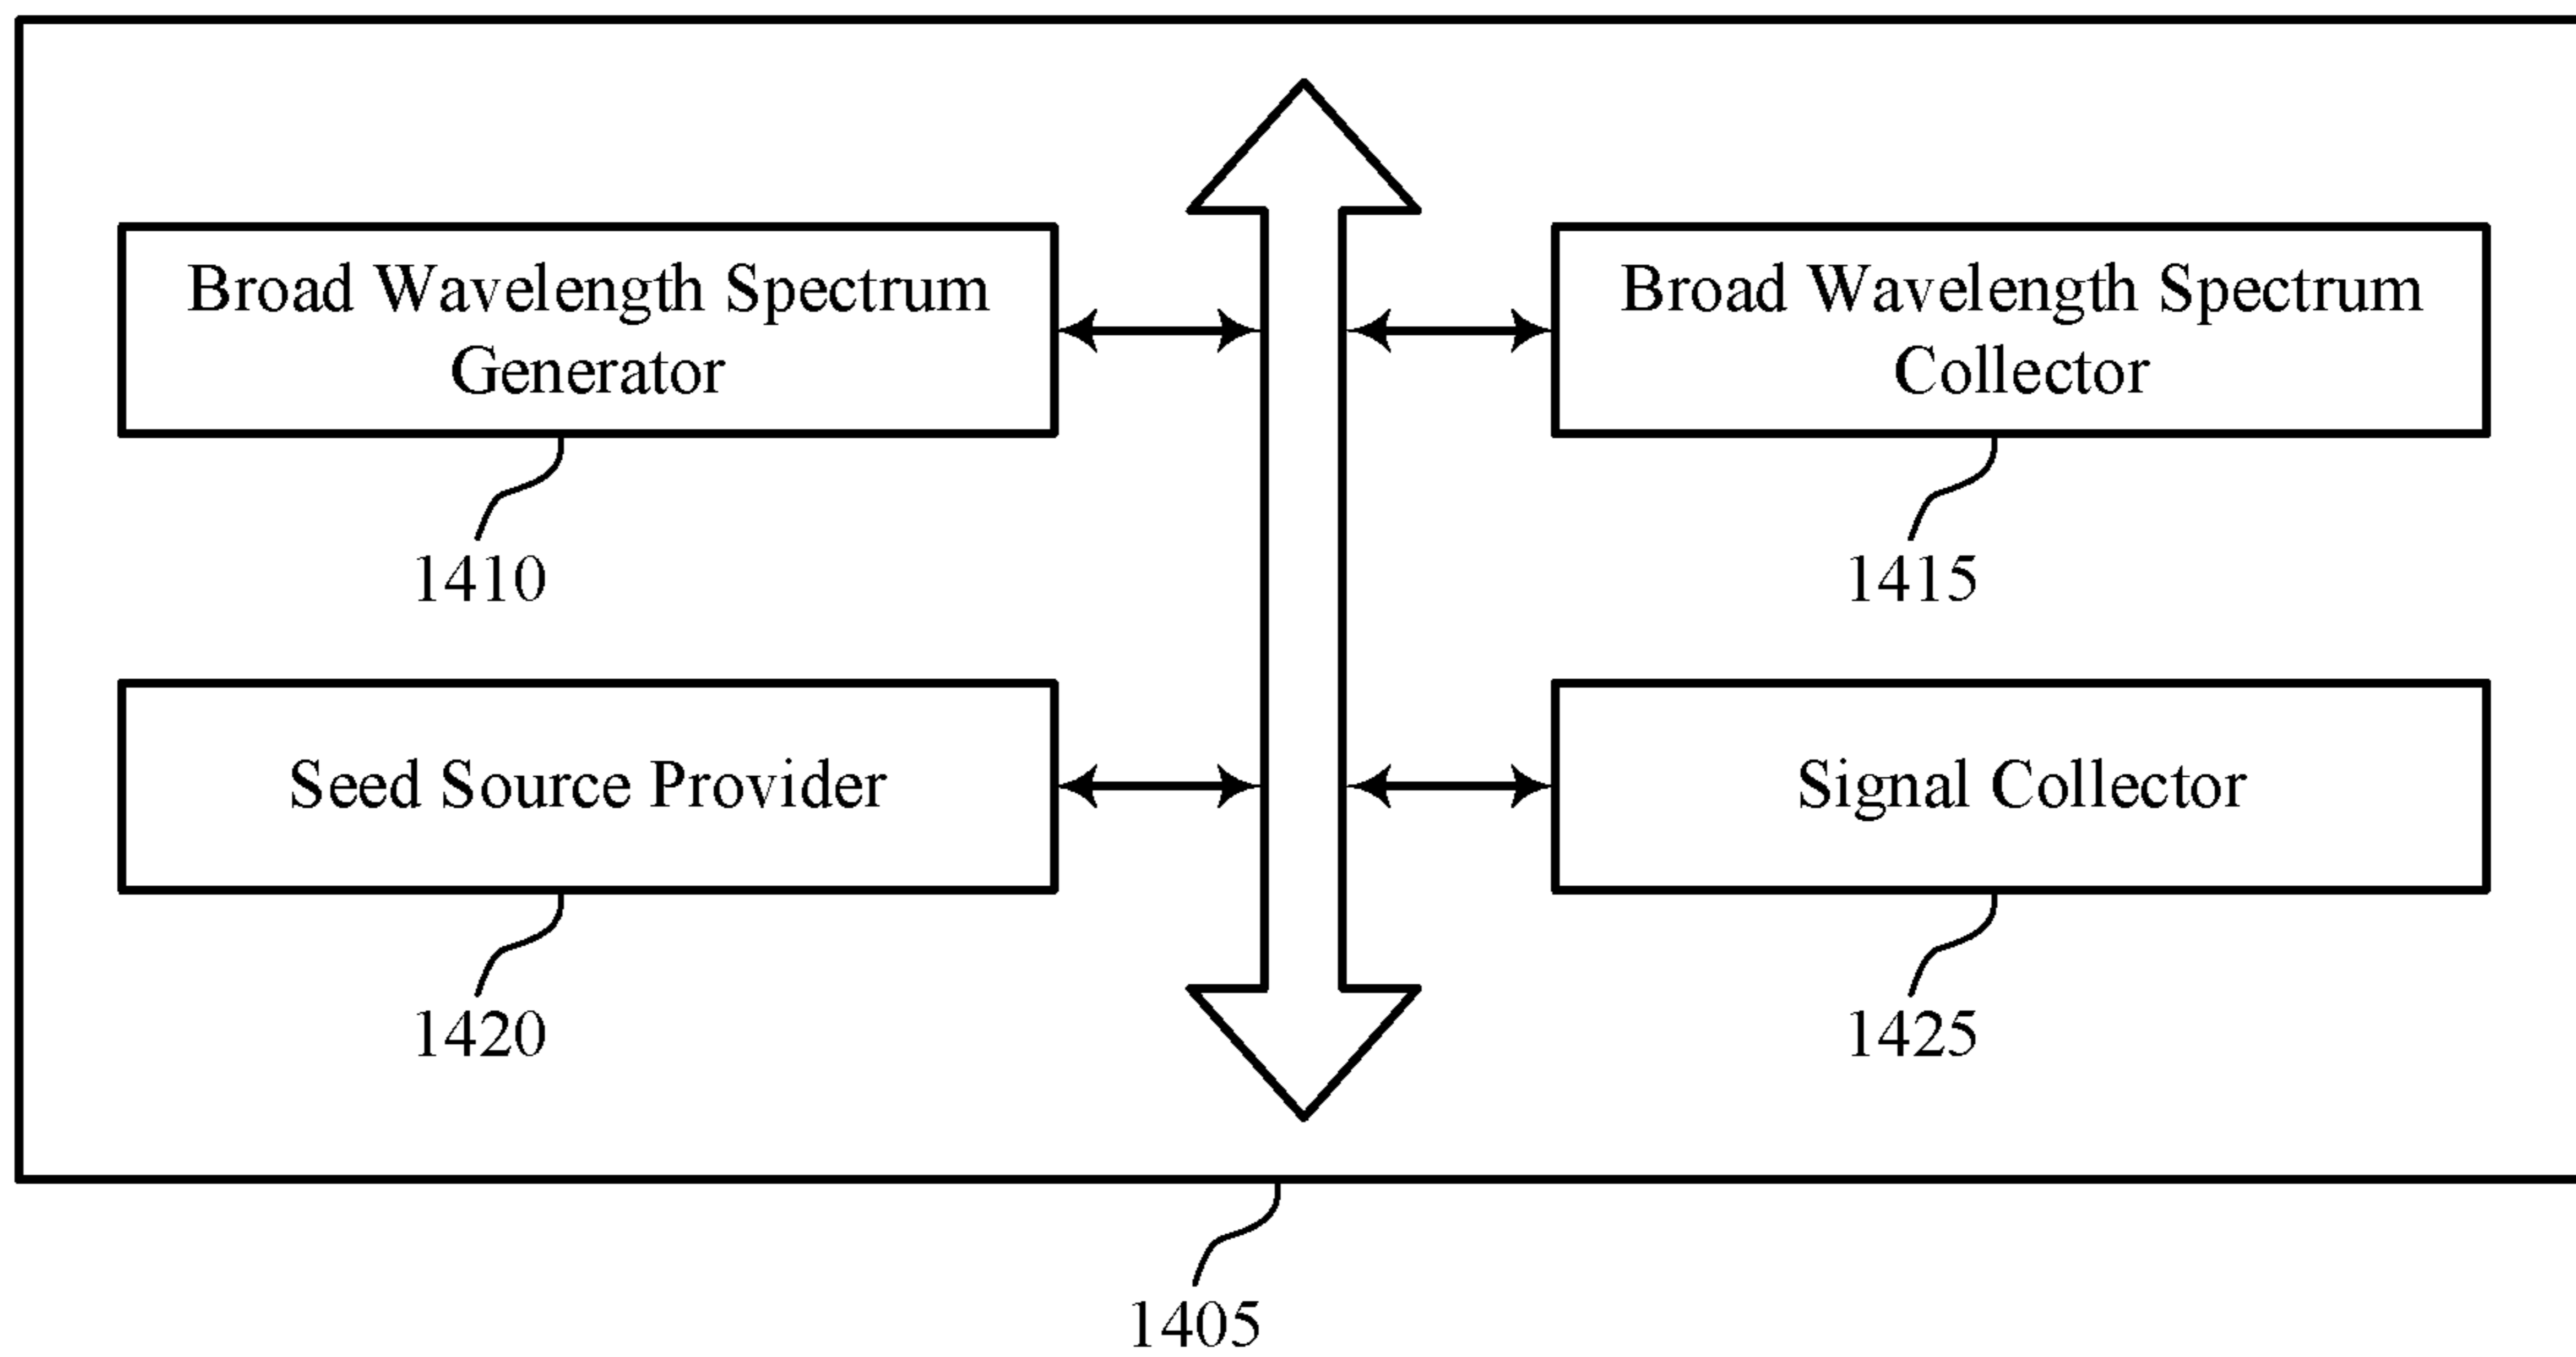 Broad Wavelength Spectrum
Generator
1410
Broad Wavelength Spectrum
Collector
1415
Seed Source Provider
1420
Signal Collector
1425
1405